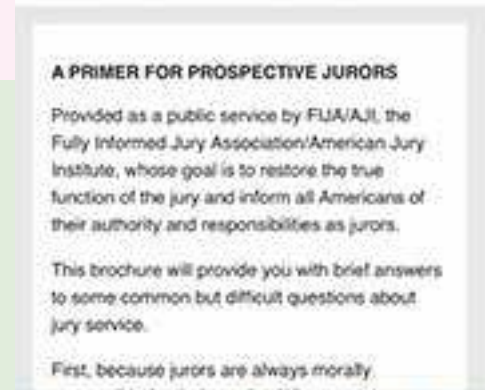 A PRIMER FOR PROSPECTIVE JURORS
Provided as a public service by FIJA/AJI, the
Fully Informed Jury Association/American Jury
Institute, whose goal is to restore the true
function of the jury and inform all Americans of
their authority and responsibilities as jurors.
This brochure will provide you with brief answers
to some common but difficult questions about
jury service.
First, because jurors are always morally